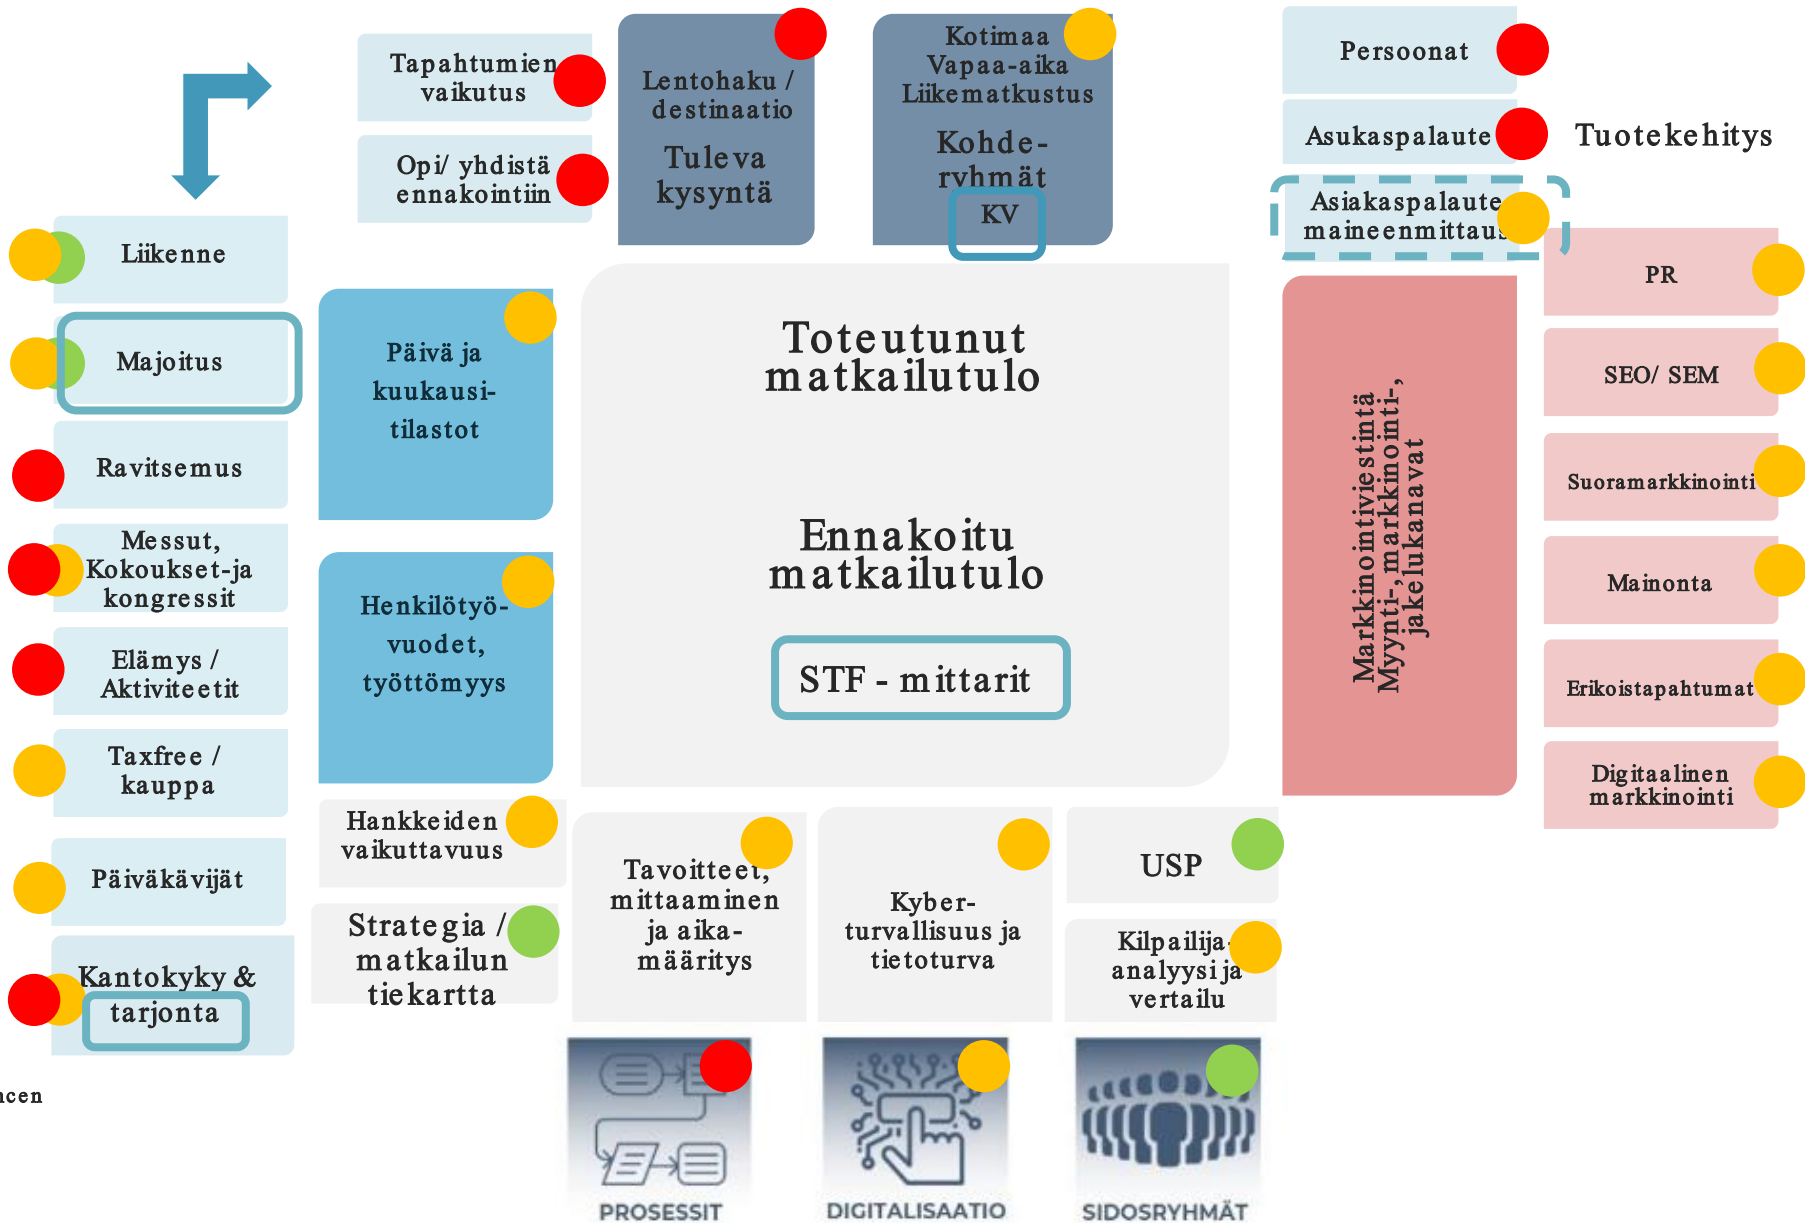 Tapahtumien
vaikutus
Opi/ yhdistä
ennakointiin
Lentohaku /
destinaatio
Tuleva
kysyntä
Kotimaa
Vapaa-aika
Liikematkustus
Kohde-
ryhmät
KV
Persoonat
Asukaspalaute
Tuotekehitys
Asiakaspalaute
maineenmittaus
Liikenne
Majoitus
Ravitsemus
Messut,
Kokoukset-ja
kongressit
Elämys /
Aktiviteetit
Taxfree /
kauppa
Päiväkävijät
Kantokyky &
tarjonta
Päivä ja
kuukausi-
tilastot
Henkilötyö-
vuodet,
työttömyys
Toteutunut
matkailutulo
Ennakoitu
matkailutulo
STF - mittarit
Markkinointiviestintä
Myynti-, markkinointi-,
jakelukanavat
PR
SEO/ SEM
Suoramarkkinointi
Mainonta
Erikoistapahtumat
Digitaalinen
markkinointi
Hankkeiden
vaikuttavuus
Strategia /
matkailun
tiekartta
Tavoitteet,
mittaaminen
ja aika-
määritys
Kyber-
turvallisuus ja
tietoturva
USP
Kilpailija-
analyysi ja
vertailu
PROSESSIT
DIGITALISAATIO
SIDOSRYHMÄT